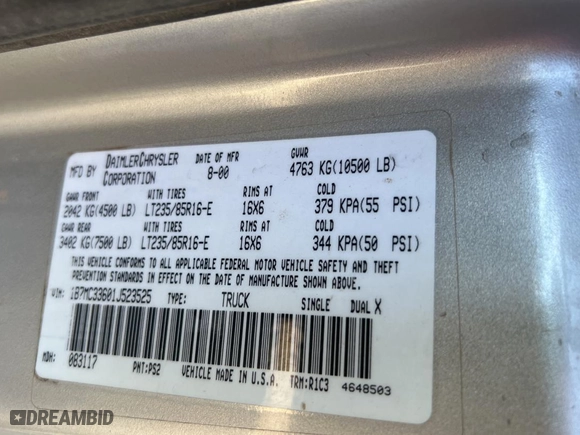 MFD BY DAIMLERCHRYSLER CORPORATION DATE OF MFR 8-00 GVWR 4763 KG(10500 LB)
GAWR FRONT WITH TIRES RIMS AT COLD
2042 KG(4500 LB) LT235/85R16-E 16X6 379 KPA(55 PSI)
GAWR REAR WITH TIRES RIMS AT COLD
3402 KG(7500 LB) LT235/85R16-E 16X6 344 KPA(50 PSI)
THIS VEHICLE CONFORMS TO ALL APPLICABLE FEDERAL MOTOR VEHICLE SAFETY AND THEFT
PREVENTION STANDARDS IN EFFECT ON THE DATE OF MANUFACTURE SHOWN ABOVE.
VIN: 1B7MC33601J523525 TYPE: TRUCK SINGLE DUAL X
MDH: 083117 PNT:PS2 VEHICLE MADE IN U.S.A. TRM:R1C3 4648503
DREAMBID